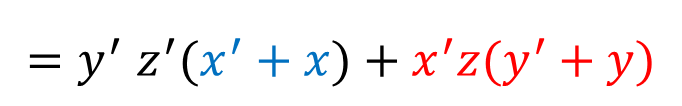 = y′ z′(x′ + x) + x′z(y′ + y)